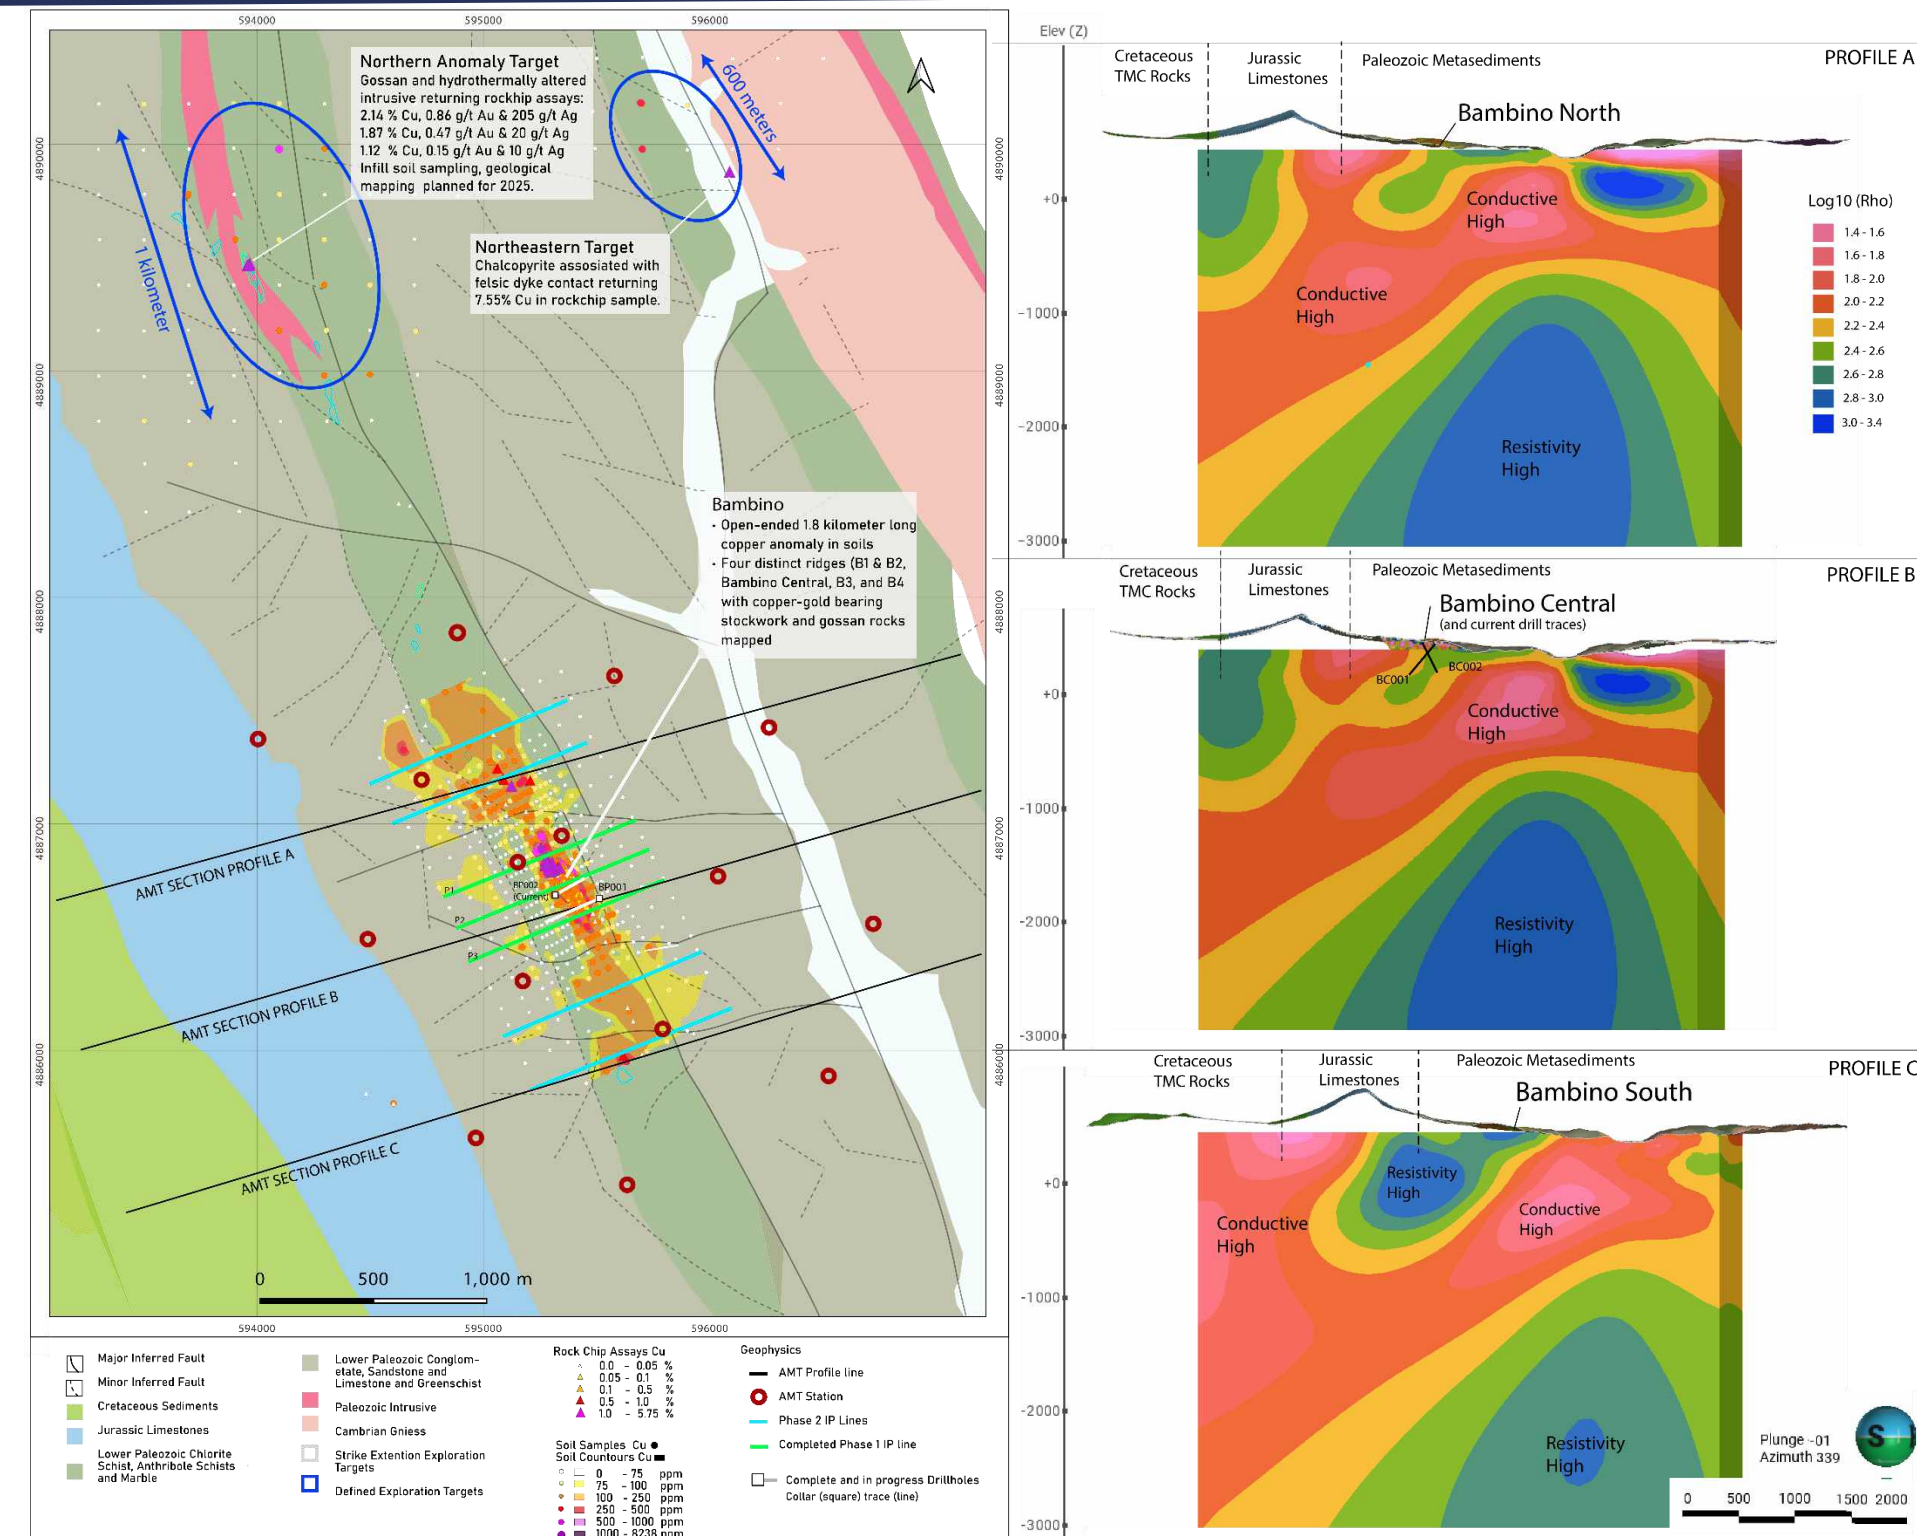 594000
595000
596000
4890000
4889000
4888000
4887000
4886000
Northern Anomaly Target
Gossan and hydrothermally altered
intrusive returning rockhip assays:
2.14 % Cu, 0.86 g/t Au & 205 g/t Ag
1.87 % Cu, 0.47 g/t Au & 20 g/t Ag
1.12 % Cu, 0.15 g/t Au & 10 g/t Ag
Infill soil sampling, geological
mapping planned for 2025.
600 meters
1 kilometer
Northeastern Target
Chalcopyrite assosiated with
felsic dyke contact returning
7.55% Cu in rockchip sample.
Bambino
- Open-ended 1.8 kilometer long
copper anomaly in soils
- Four distinct ridges (B1 & B2,
Bambino Central, B3, and B4
with copper-gold bearing
stockwork and gossan rocks
mapped
AMT SECTION PROFILE A
P1
BP002
(Current)
BP001
P2
P3
AMT SECTION PROFILE B
AMT SECTION PROFILE C
0 500 1,000 m
594000
595000
596000
4890000
4889000
4888000
4887000
4886000
Major Inferred Fault
Minor Inferred Fault
Cretaceous Sediments
Jurassic Limestones
Lower Paleozoic Chlorite
Schist, Anthribole Schists
and Marble
Lower Paleozoic Conglom-
etate, Sandstone and
Limestone and Greenschist
Paleozoic Intrusive
Cambrian Gniess
Strike Extention Exploration
Targets
Defined Exploration Targets
Rock Chip Assays Cu
0.0 - 0.05 %
0.05 - 0.1 %
0.1 - 0.5 %
0.5 - 1.0 %
1.0 - 5.75 %
Soil Samples Cu
Soil Countours Cu
0 - 75 ppm
75 - 100 ppm
100 - 250 ppm
250 - 500 ppm
500 - 1000 ppm
1000 - 8238 ppm
Geophysics
AMT Profile line
AMT Station
Phase 2 IP Lines
Completed Phase 1 IP line
Complete and in progress Drillholes
Collar (square) trace (line)
Elev (Z)
Cretaceous
TMC Rocks
Jurassic
Limestones
Paleozoic Metasediments
PROFILE A
Bambino North
+0
-1000
-2000
-3000
Conductive
High
Conductive
High
Resistivity
High
Log10 (Rho)
1.4 - 1.6
1.6 - 1.8
1.8 - 2.0
2.0 - 2.2
2.2 - 2.4
2.4 - 2.6
2.6 - 2.8
2.8 - 3.0
3.0 - 3.4
Cretaceous
TMC Rocks
Jurassic
Limestones
Paleozoic Metasediments
PROFILE B
Bambino Central
(and current drill traces)
BC001
BC002
+0
-1000
-2000
-3000
Conductive
High
Resistivity
High
Cretaceous
TMC Rocks
Jurassic
Limestones
Paleozoic Metasediments
PROFILE C
Bambino South
+0
-1000
-2000
-3000
Resistivity
High
Conductive
High
Conductive
High
Resistivity
High
Plunge -01
Azimuth 339
S
0 500 1000 1500 2000